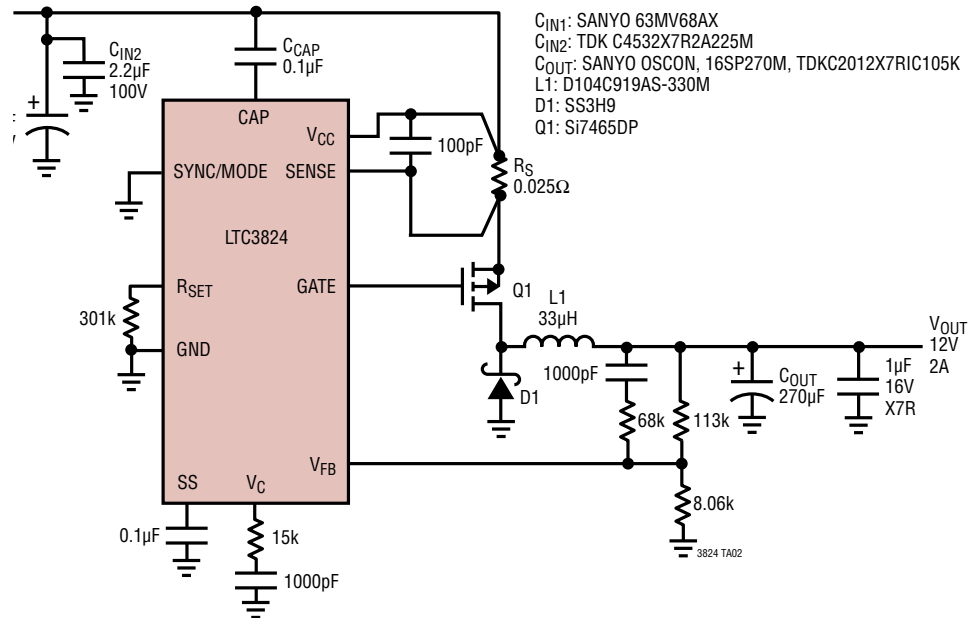 CIN1: SANYO 63MV68AX
CIN2: TDK C4532X7R2A225M
COUT: SANYO OSCON, 16SP270M, TDKC2012X7RIC105K
L1: D104C919AS-330M
D1: SS3H9
Q1: Si7465DP
CIN2
2.2µF
100V
+
CCAP
0.1µF
CAP
VCC
100pF
SYNC/MODE
SENSE
RS
0.025Ω
LTC3824
RSET
GATE
Q1
301k
GND
L1
33µH
VOUT
12V
2A
1000pF
+
COUT
270µF
1µF
16V
X7R
D1
68k
113k
VFB
SS
VC
8.06k
0.1µF
15k
1000pF
3824 TA02